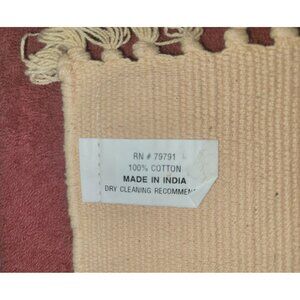 RN # 79791
100% COTTON
MADE IN INDIA
DRY CLEANING RECOMMEN